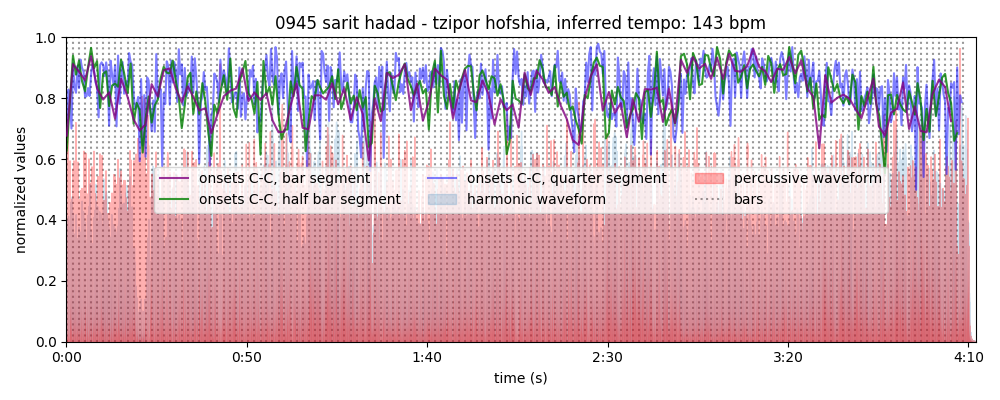 0945 sarit hadad - tzipor hofshia, inferred tempo: 143 bpm
normalized values
1.0
0.8
0.6
0.4
0.2
0.0
onsets C-C, bar segment
onsets C-C, half bar segment
onsets C-C, quarter segment
harmonic waveform
percussive waveform
bars
0:00 0:50 1:40 2:30 3:20 4:10
time (s)